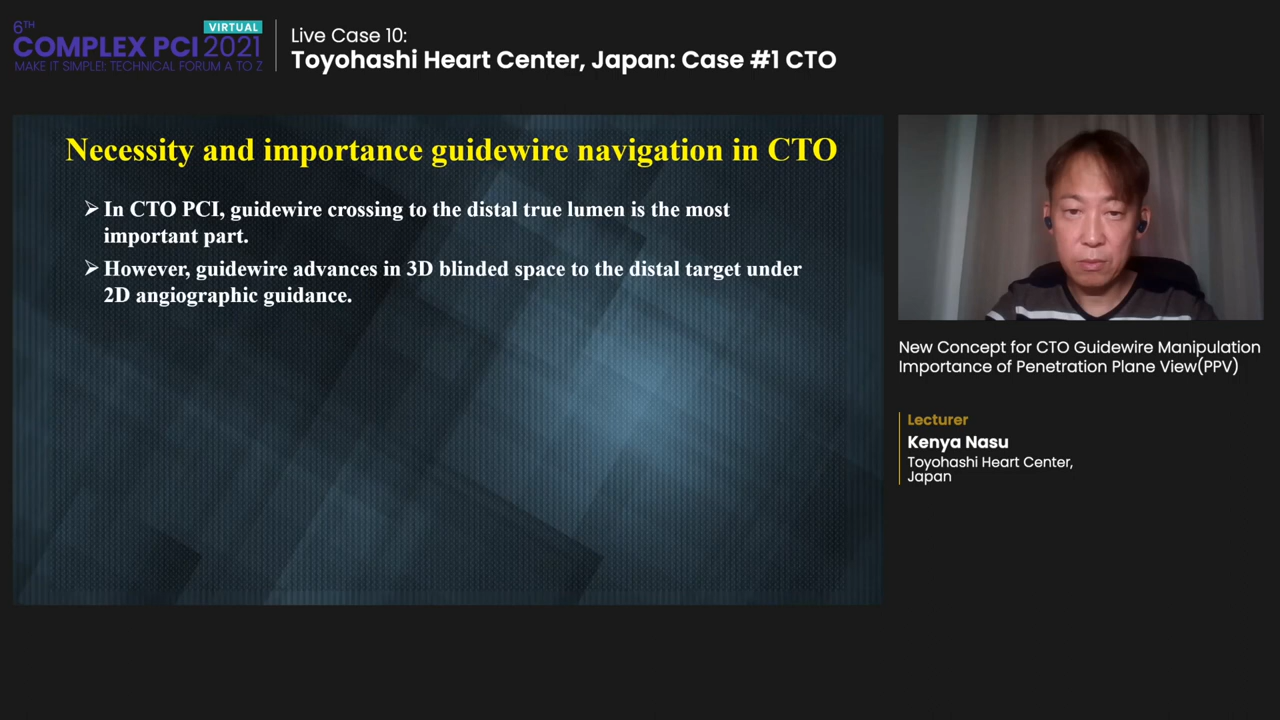 6TH
VIRTUAL
COMPLEX PCI 2021
MAKE IT SIMPLE!: TECHNICAL FORUM A TO Z
Live Case 10:
Toyohashi Heart Center, Japan: Case #1 CTO
Necessity and importance guidewire navigation in CTO
➢ In CTO PCI, guidewire crossing to the distal true lumen is the most
important part.
➢ However, guidewire advances in 3D blinded space to the distal target under
2D angiographic guidance.
New Concept for CTO Guidewire Manipulation
Importance of Penetration Plane View(PPV)
Lecturer
Kenya Nasu
Toyohashi Heart Center,
Japan